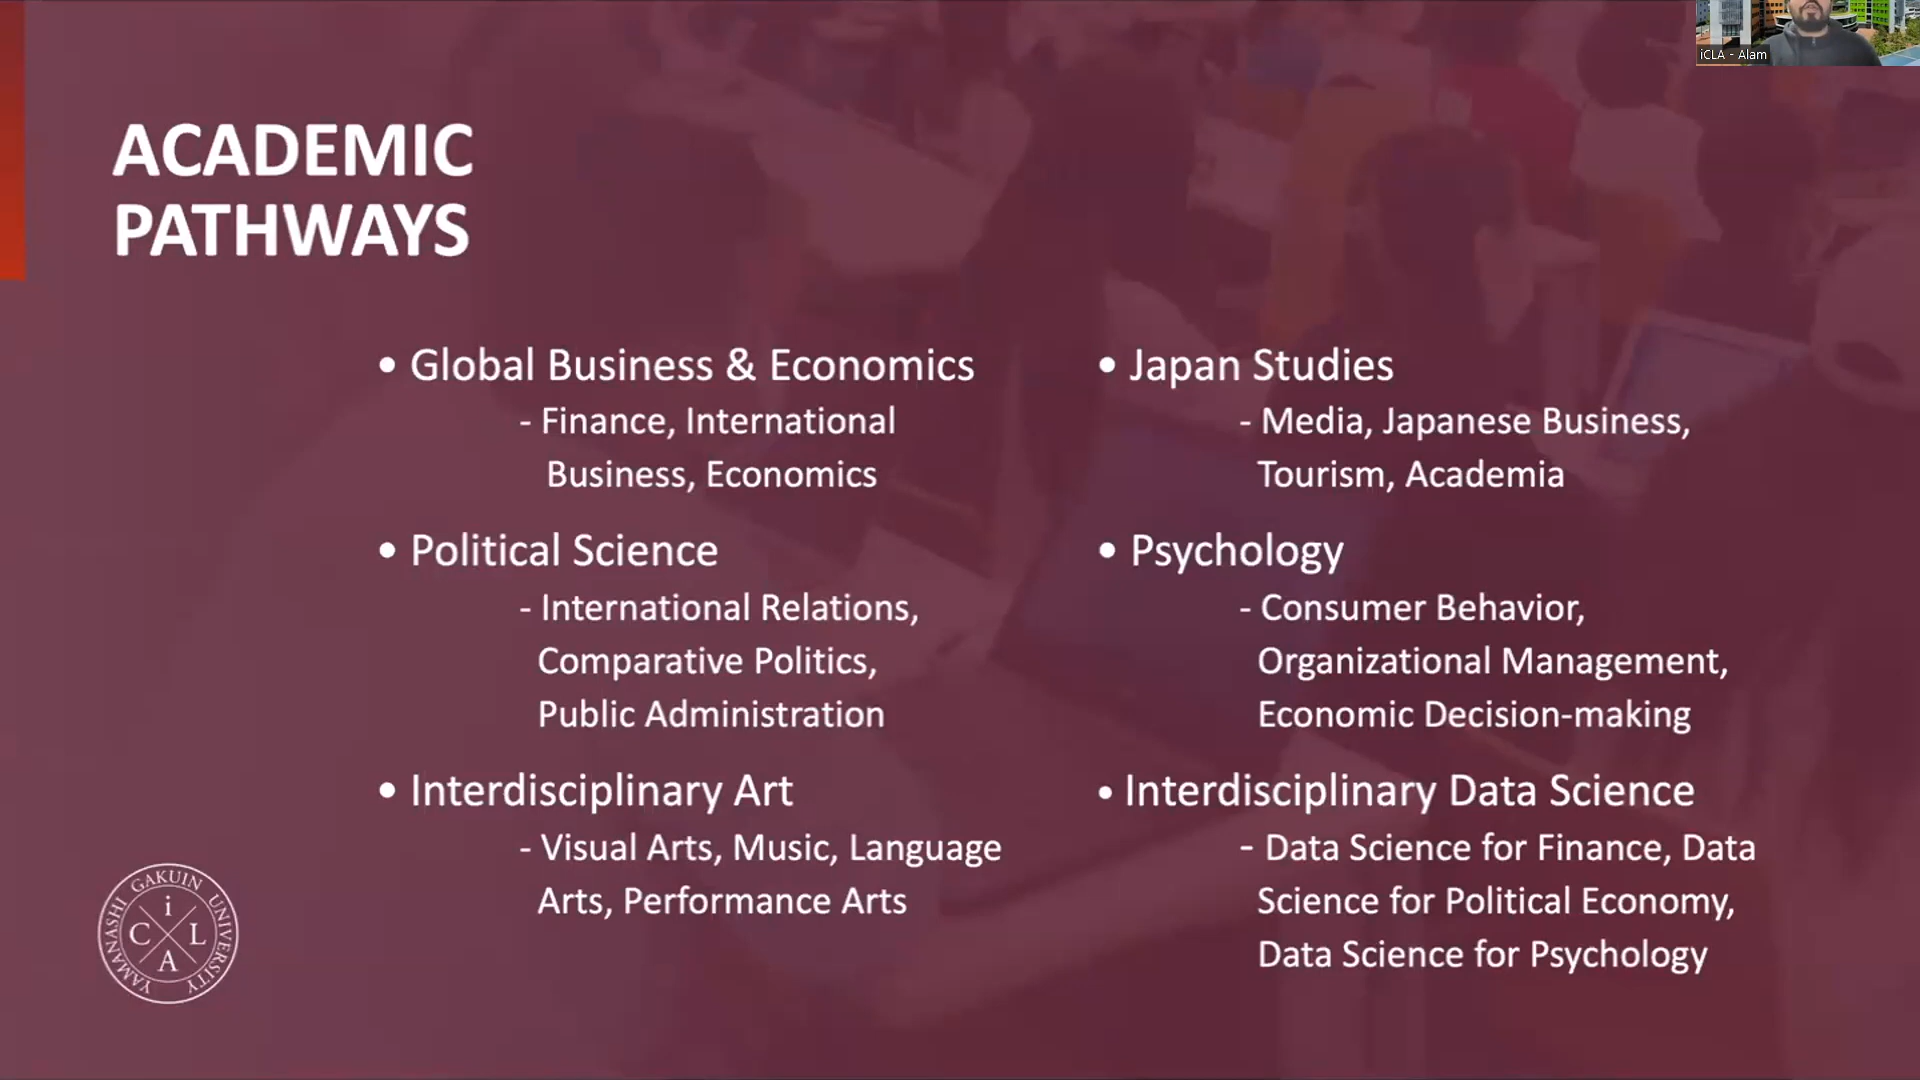 iCLA - Alam
ACADEMIC
PATHWAYS
• Global Business & Economics
- Finance, International
Business, Economics
• Political Science
- International Relations,
Comparative Politics,
Public Administration
• Interdisciplinary Art
- Visual Arts, Music, Language
Arts, Performance Arts
• Japan Studies
- Media, Japanese Business,
Tourism, Academia
• Psychology
- Consumer Behavior,
Organizational Management,
Economic Decision-making
• Interdisciplinary Data Science
- Data Science for Finance, Data
Science for Political Economy,
Data Science for Psychology
YAMANASHI GAKUIN UNIVERSITY
i
C L
A